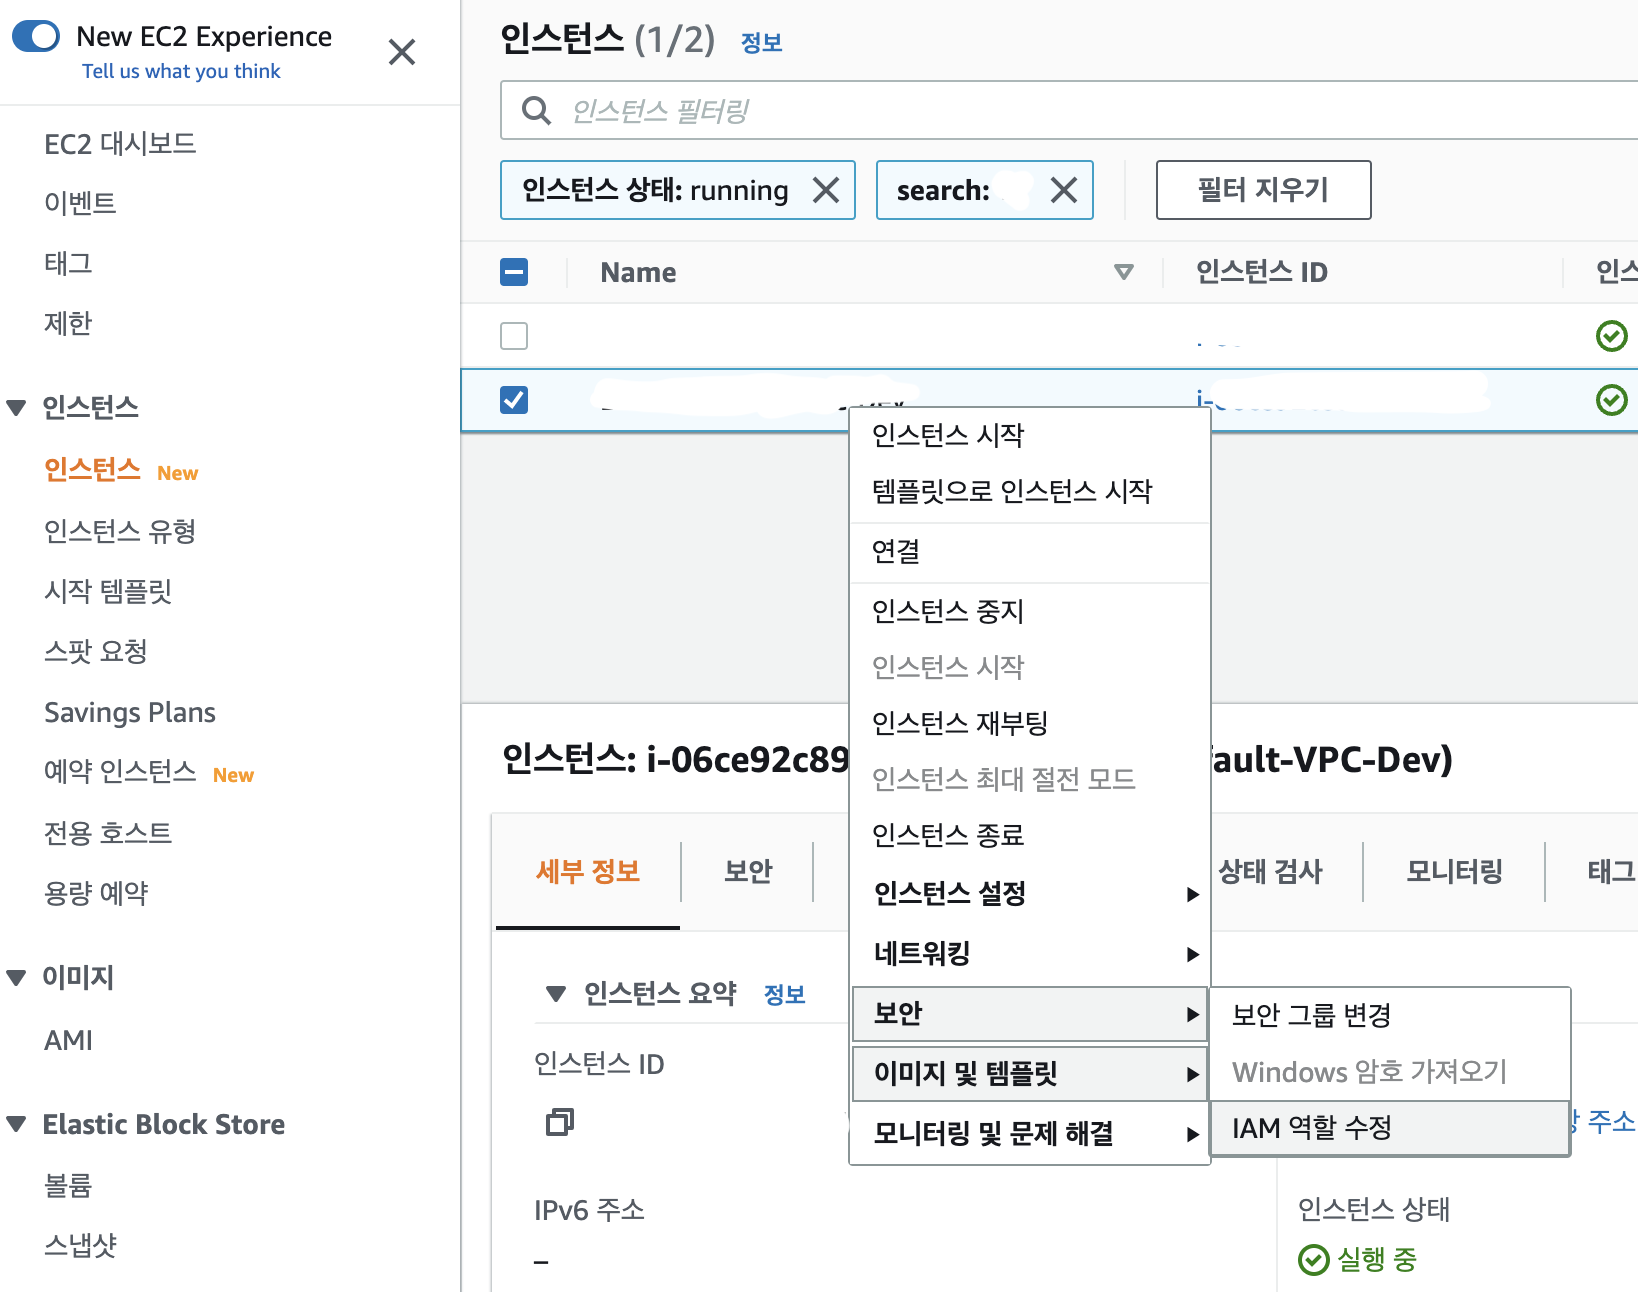 New EC2 Experience
Tell us what you think
EC2 대시보드
이벤트
태그
제한
인스턴스
인스턴스 New
인스턴스 유형
시작 템플릿
스팟 요청
Savings Plans
예약 인스턴스 New
전용 호스트
용량 예약
이미지
AMI
Elastic Block Store
볼륨
스냅샷
인스턴스 (1/2) 정보
인스턴스 필터링
인스턴스 상태: running
search:
필터 지우기
Name 인스턴스 ID 인스
인스턴스 시작
템플릿으로 인스턴스 시작
연결
인스턴스 중지
인스턴스 시작
인스턴스 재부팅
인스턴스 최대 절전 모드
인스턴스 종료
인스턴스 설정
네트워킹
보안
이미지 및 템플릿
모니터링 및 문제 해결
보안 그룹 변경
Windows 암호 가져오기
IAM 역할 수정
인스턴스: i-06ce92c89 fault-VPC-Dev)
세부 정보 보안 상태 검사 모니터링 태그
인스턴스 요약 정보
인스턴스 ID
주소
IPv6 주소
–
인스턴스 상태
실행 중